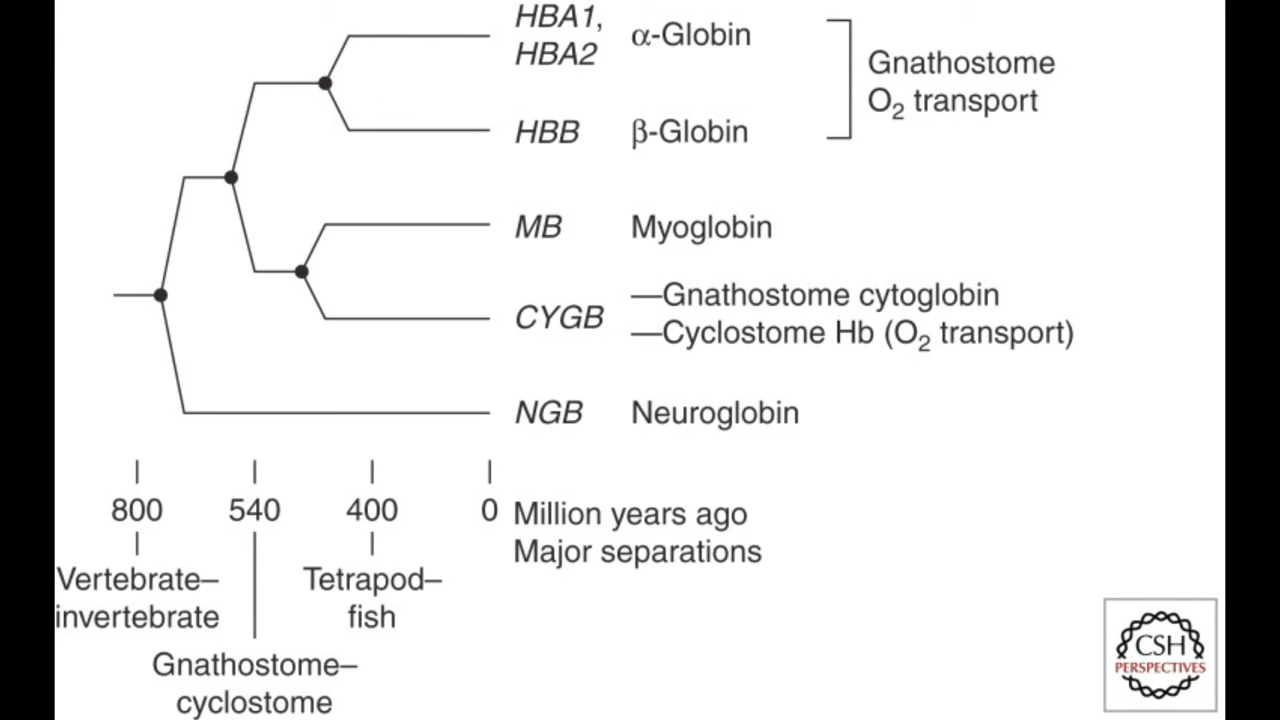 HBA1,
HBA2
α-Globin
Gnathostome
O₂ transport
HBB β-Globin
MB Myoglobin
CYGB
—Gnathostome cytoglobin
—Cyclostome Hb (O₂ transport)
NGB Neuroglobin
800 540 400 0 Million years ago
Major separations
Vertebrate–
invertebrate
Tetrapod–
fish
Gnathostome–
cyclostome
CSH
PERSPECTIVES